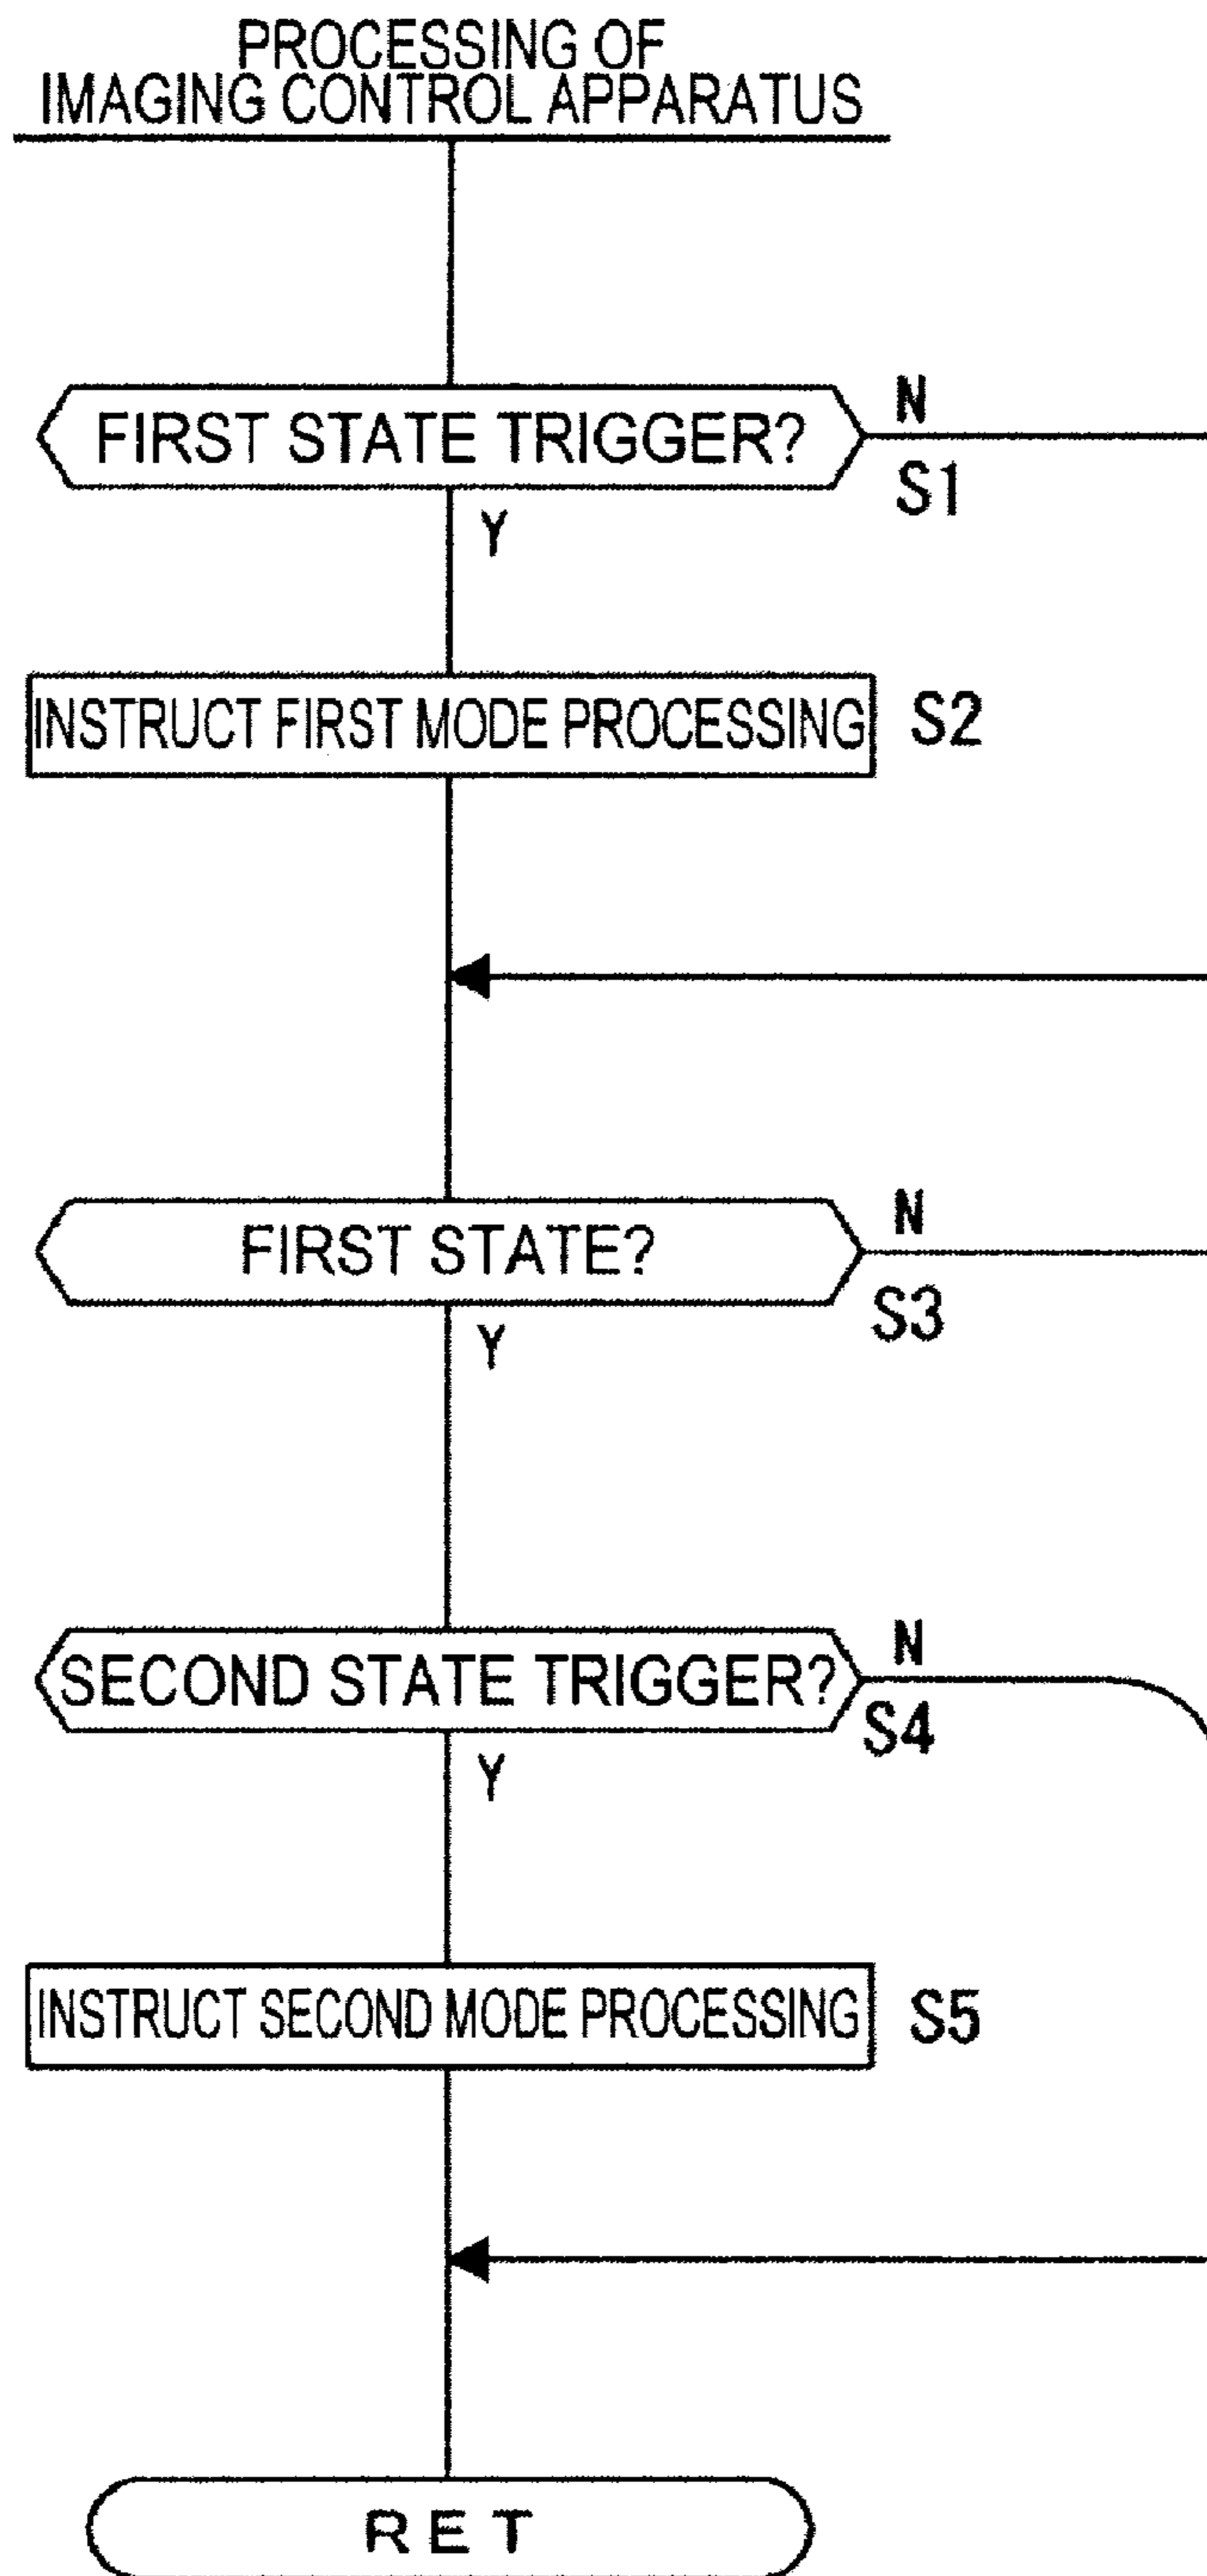 PROCESSING OF
IMAGING CONTROL APPARATUS
FIRST STATE TRIGGER?
N
S1
Y
INSTRUCT FIRST MODE PROCESSING
S2
FIRST STATE?
N
S3
Y
SECOND STATE TRIGGER?
N
S4
Y
INSTRUCT SECOND MODE PROCESSING
S5
RET